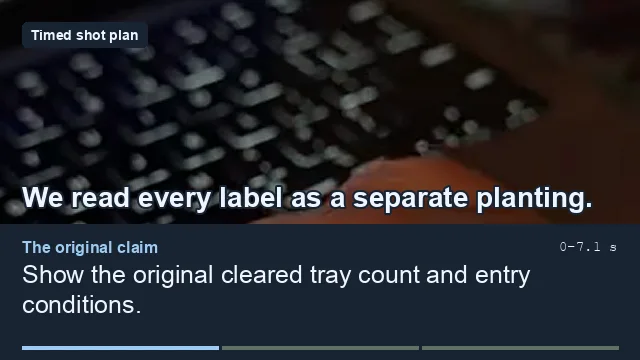 Timed shot plan
We read every label as a separate planting.
The original claim
0–7.1 s
Show the original cleared tray count and entry
conditions.